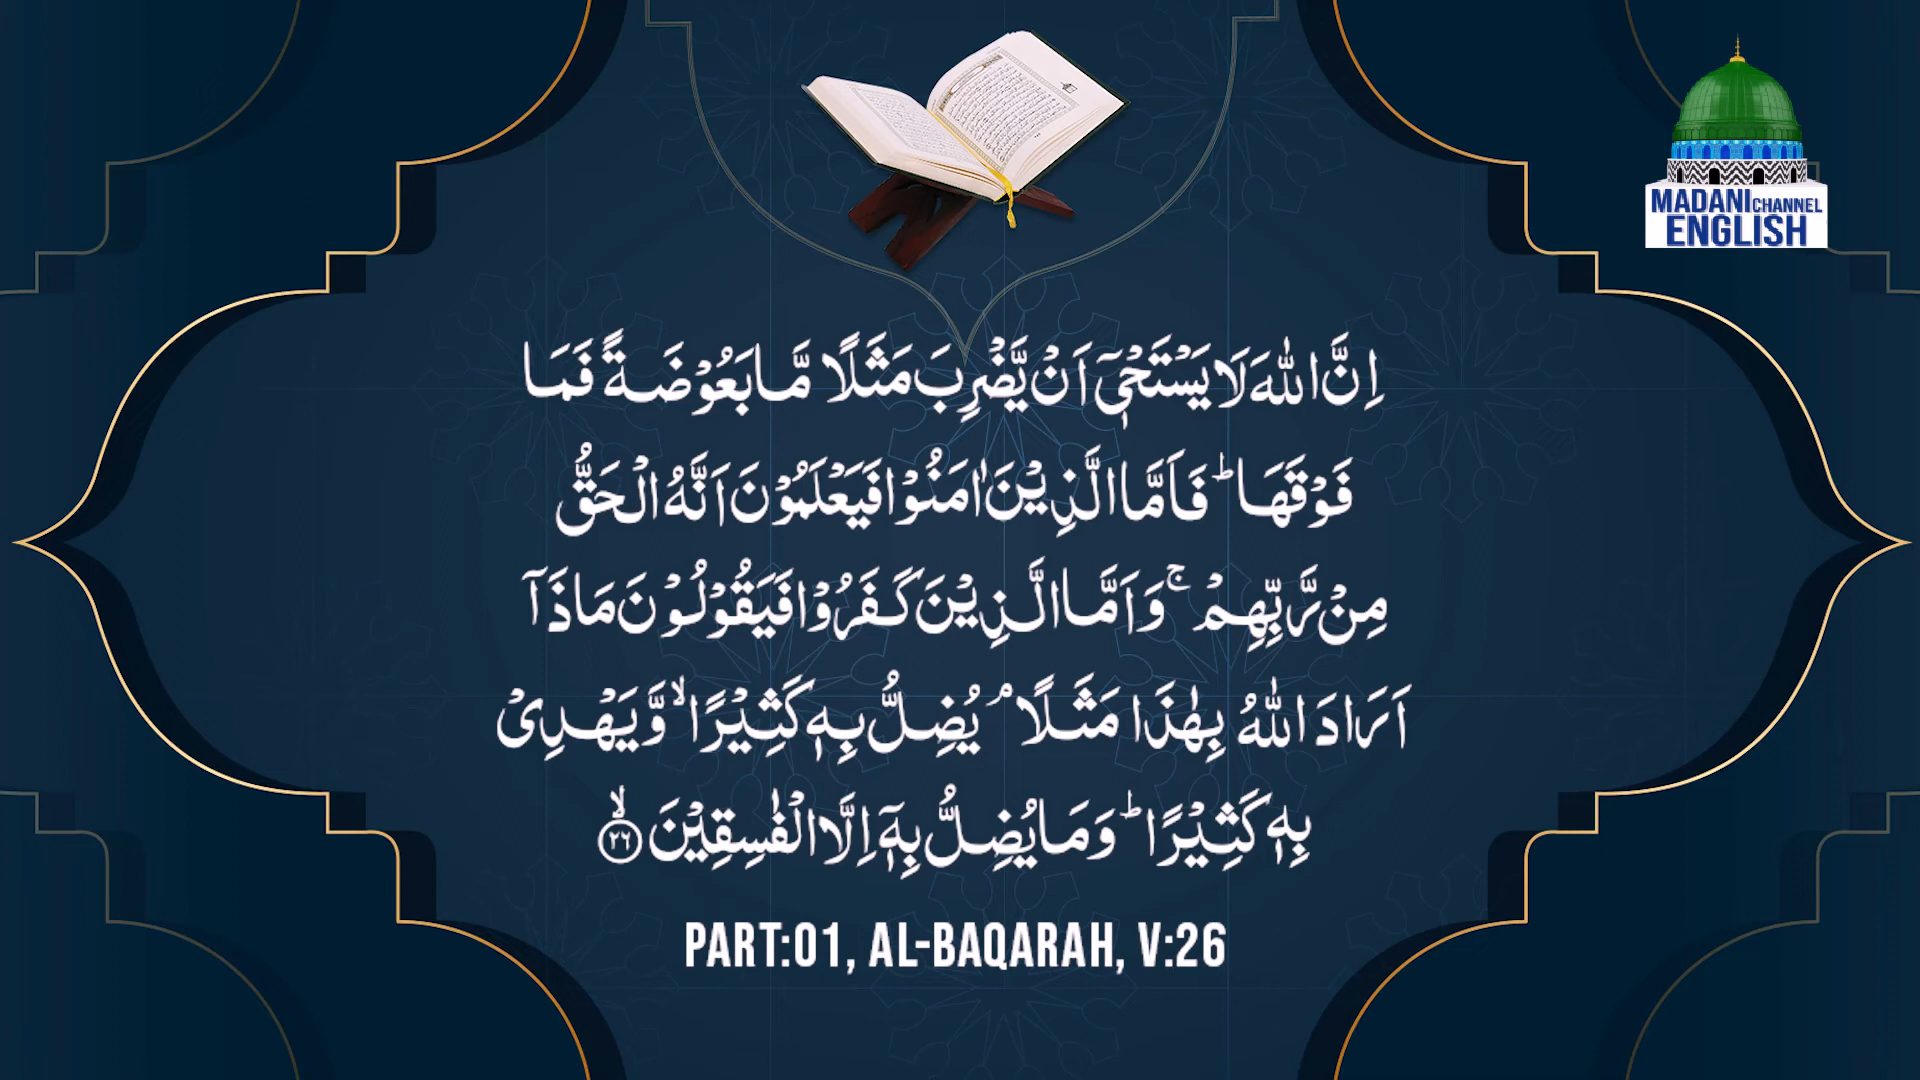 MADANI CHANNEL
ENGLISH
اِنَّ اللّٰهَ لَا یَسْتَحْیٖۤ اَنْ یَّضْرِبَ مَثَلًا مَّا بَعُوْضَةً فَمَا
فَوْقَهَاؕ فَاَمَّا الَّذِیْنَ اٰمَنُوْا فَیَعْلَمُوْنَ اَنَّهُ الْحَقُّ
مِنْ رَّبِّهِمْۚ وَ اَمَّا الَّذِیْنَ كَفَرُوْا فَیَقُوْلُوْنَ مَا ذَاۤ
اَرَادَ اللّٰهُ بِهٰذَا مَثَلًاۘ یُضِلُّ بِهٖ كَثِیْرًاۙ وَّ یَهْدِیْ
بِهٖ كَثِیْرًاؕ وَ مَا یُضِلُّ بِهٖۤ اِلَّا الْفٰسِقِیْنَۙ ۲۶
PART:01, AL-BAQARAH, V:26